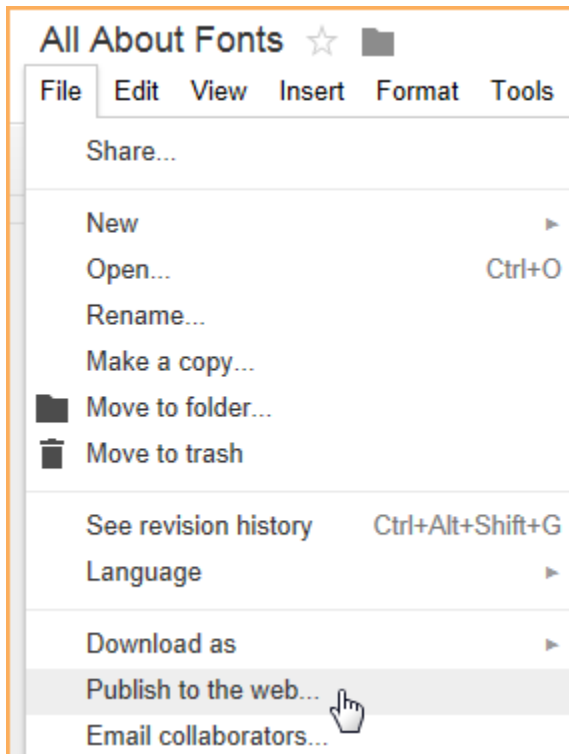 All About Fonts
File Edit View Insert Format Tools
Share...
New
Open... Ctrl+O
Rename...
Make a copy...
Move to folder...
Move to trash
See revision history Ctrl+Alt+Shift+G
Language
Download as
Publish to the web...
Email collaborators...